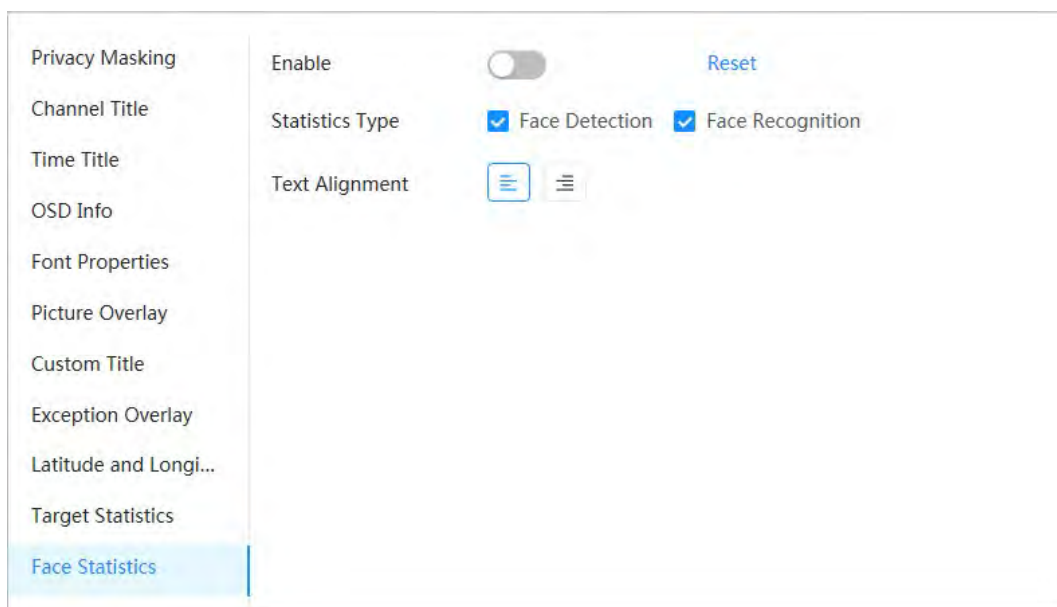 Privacy Masking
Channel Title
Time Title
OSD Info
Font Properties
Picture Overlay
Custom Title
Exception Overlay
Latitude and Longi...
Target Statistics
Face Statistics
Enable Reset
Statistics Type Face Detection Face Recognition
Text Alignment